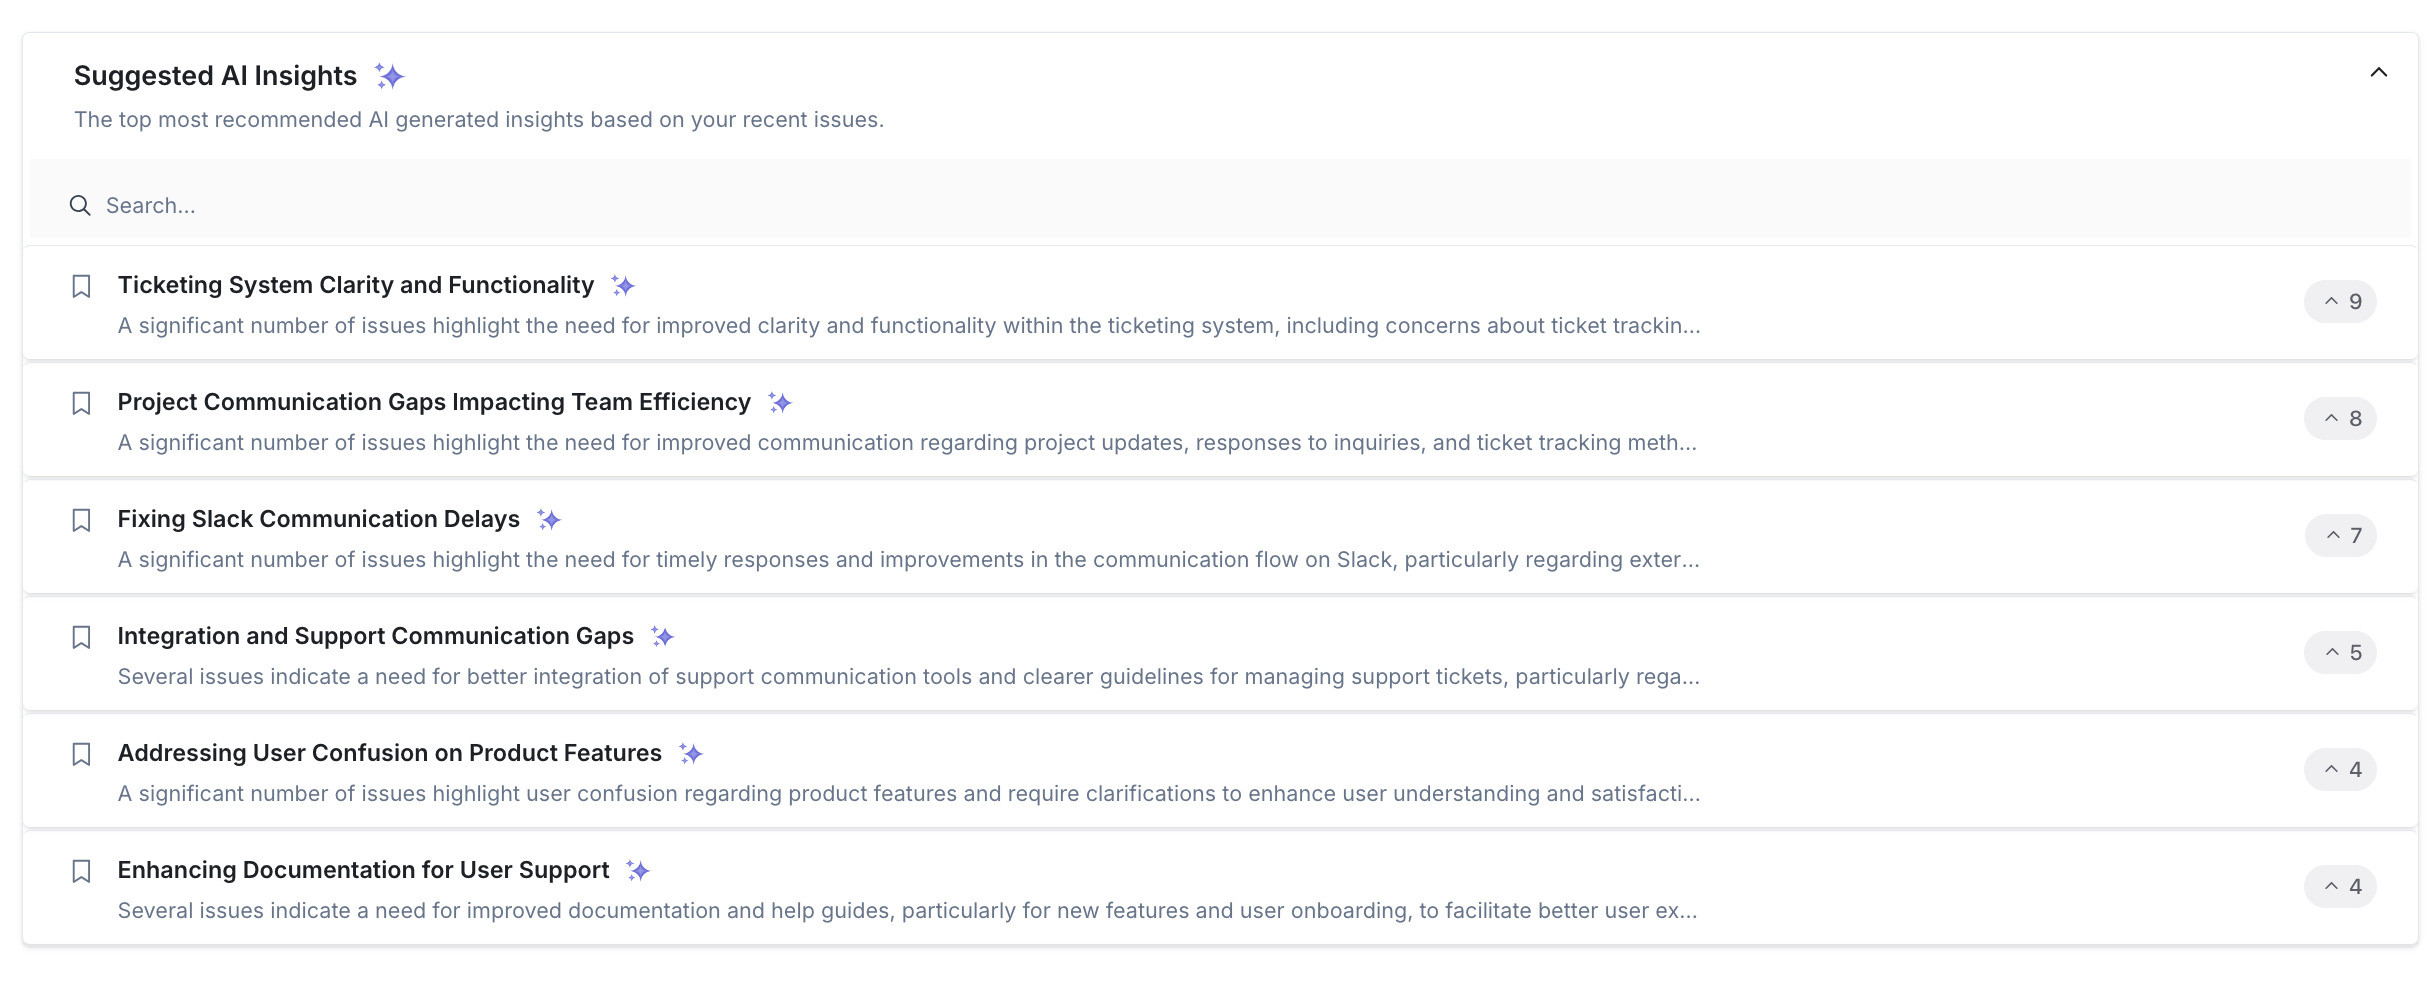 Suggested AI Insights
The top most recommended AI generated insights based on your recent issues.
Search...
Ticketing System Clarity and Functionality
A significant number of issues highlight the need for improved clarity and functionality within the ticketing system, including concerns about ticket trackin...
9
Project Communication Gaps Impacting Team Efficiency
A significant number of issues highlight the need for improved communication regarding project updates, responses to inquiries, and ticket tracking meth...
8
Fixing Slack Communication Delays
A significant number of issues highlight the need for timely responses and improvements in the communication flow on Slack, particularly regarding exter...
7
Integration and Support Communication Gaps
Several issues indicate a need for better integration of support communication tools and clearer guidelines for managing support tickets, particularly rega...
5
Addressing User Confusion on Product Features
A significant number of issues highlight user confusion regarding product features and require clarifications to enhance user understanding and satisfacti...
4
Enhancing Documentation for User Support
Several issues indicate a need for improved documentation and help guides, particularly for new features and user onboarding, to facilitate better user ex...
4